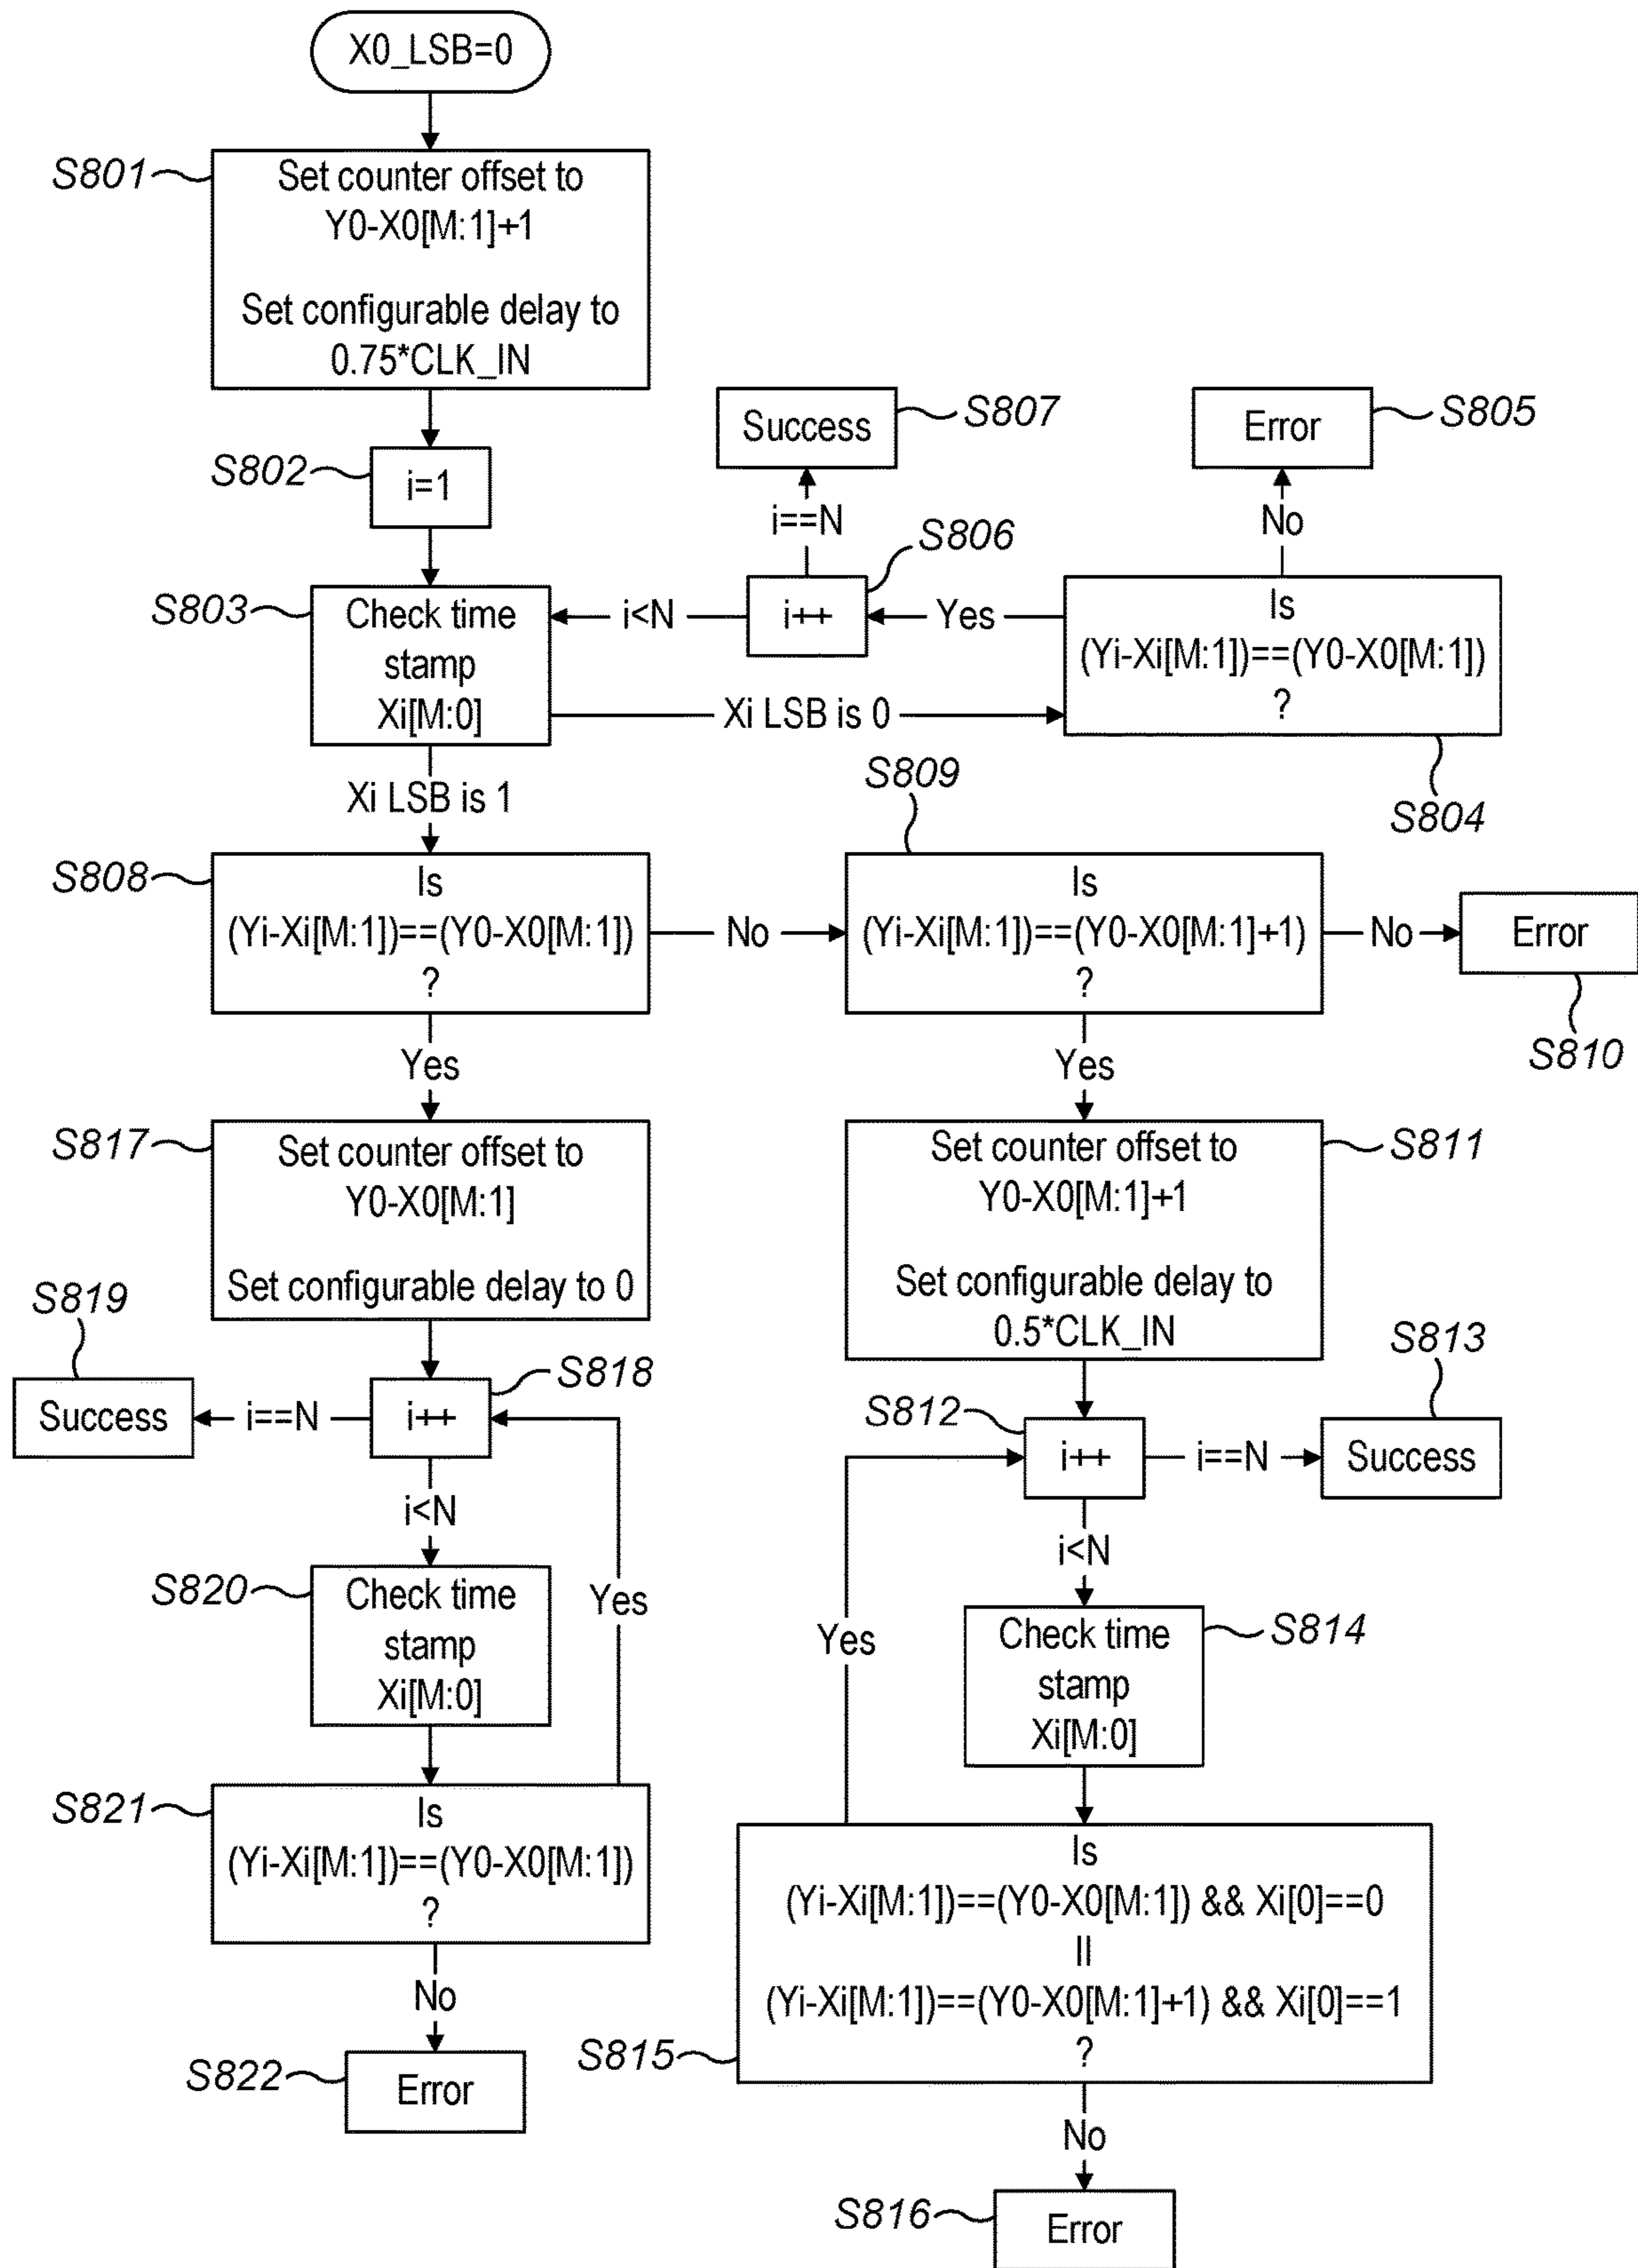 X0_LSB=0
S801
Set counter offset to
Y0-X0[M:1]+1
Set configurable delay to
0.75*CLK_IN
S802
i=1
Success
S807
Error
S805
i==N
S806
No
S803
Check time
stamp
Xi[M:0]
i<N
i++
Yes
Is
(Yi-Xi[M:1])==(Y0-X0[M:1])
?
Xi LSB is 0
S804
Xi LSB is 1
S809
S808
Is
(Yi-Xi[M:1])==(Y0-X0[M:1])
?
No
Is
(Yi-Xi[M:1])==(Y0-X0[M:1]+1)
?
No
Error
S810
Yes
Yes
S817
Set counter offset to
Y0-X0[M:1]
Set configurable delay to 0
S811
Set counter offset to
Y0-X0[M:1]+1
Set configurable delay to
0.5*CLK_IN
S819
S818
S813
Success
i==N
i++
S812
i++
i==N
Success
i<N
i<N
S820
Check time
stamp
Xi[M:0]
Yes
Yes
S814
Check time
stamp
Xi[M:0]
S821
Is
(Yi-Xi[M:1])==(Y0-X0[M:1])
?
Is
(Yi-Xi[M:1])==(Y0-X0[M:1]) && Xi[0]==0
||
(Yi-Xi[M:1])==(Y0-X0[M:1]+1) && Xi[0]==1
?
S815
No
S822
Error
No
S816
Error